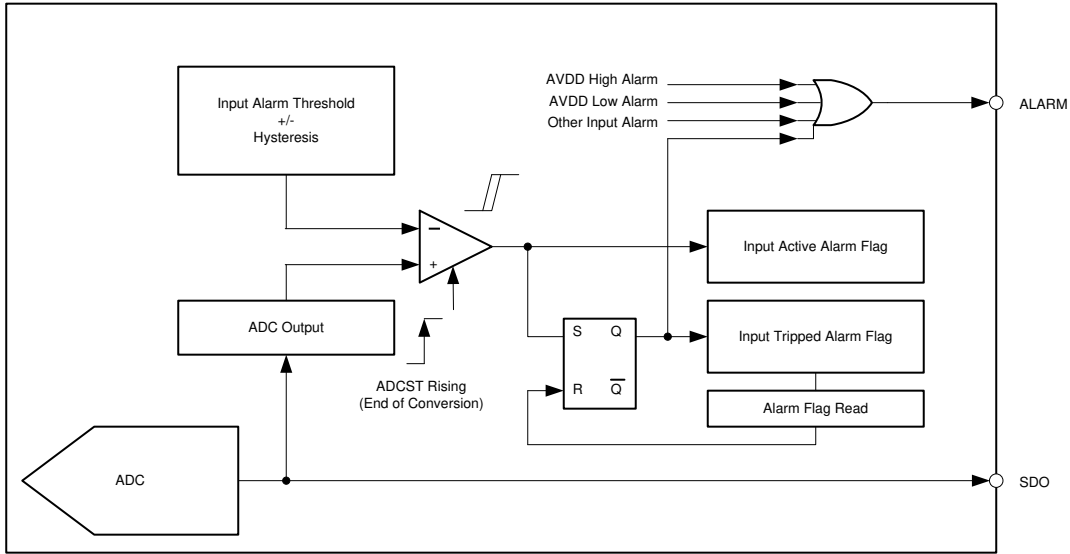 AVDD High Alarm
AVDD Low Alarm
Other Input Alarm
ALARM
Input Alarm Threshold
+/-
Hysteresis
−
+
Input Active Alarm Flag
ADC Output
ADCST Rising
(End of Conversion)
S Q
R Q
Input Tripped Alarm Flag
Alarm Flag Read
ADC
SDO